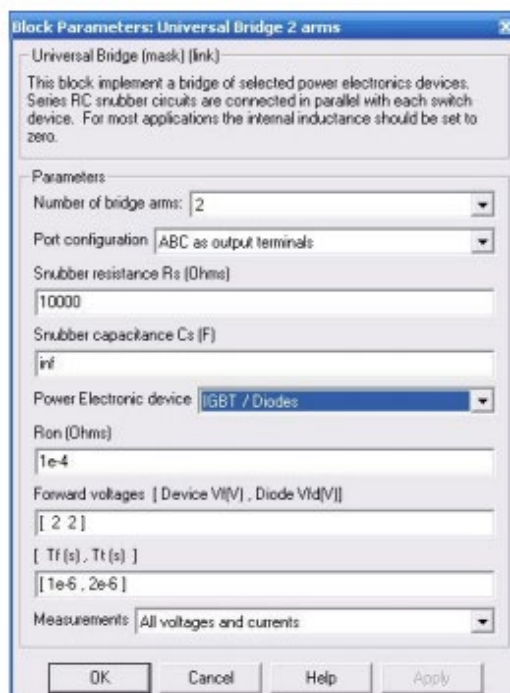 Block Parameters: Universal Bridge 2 arms
Universal Bridge (mask) (link)
This block implement a bridge of selected power electronics devices.
Series RC snubber circuits are connected in parallel with each switch
device. For most applications the internal inductance should be set to
zero.
Parameters
Number of bridge arms: 2
Port configuration ABC as output terminals
Snubber resistance Rs (Ohms)
10000
Snubber capacitance Cs (F)
inf
Power Electronic device IGBT / Diodes
Ron (Ohms)
1e-4
Forward voltages [ Device Vf(V) , Diode Vfd(V)]
[ 2 2 ]
[ Tf (s) , Tt (s) ]
[ 1e-6 , 2e-6 ]
Measurements All voltages and currents
OK Cancel Help Apply